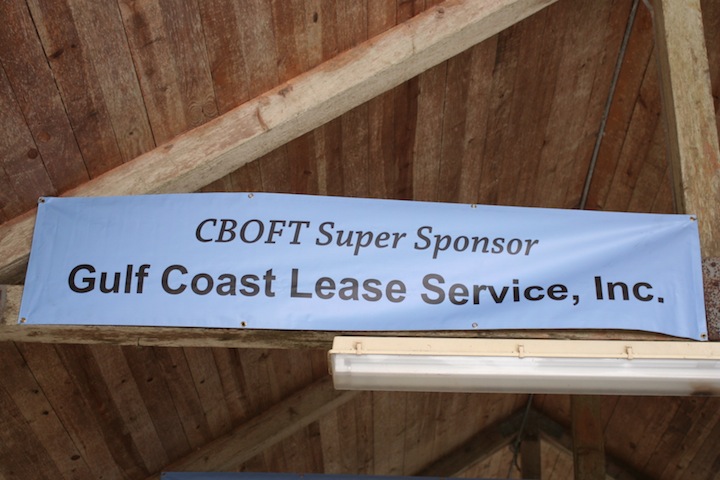 CBOFT Super Sponsor
Gulf Coast Lease Service, Inc.